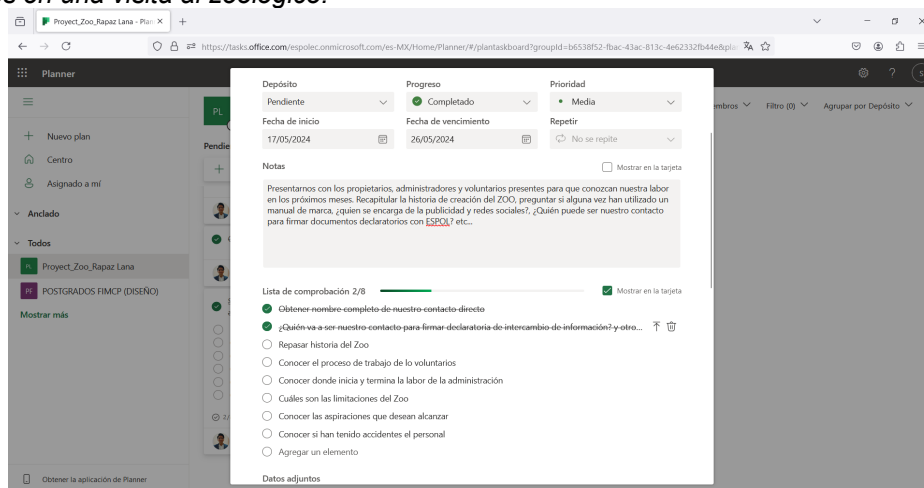 es en una visita al zoológico.
Proyect_Zoo_Rapaz Lana - Plan
https://tasks.office.com/espolec.onmicrosoft.com/es-MX/Home/Planner/#/plantaskboard?groupId=b6538f52-fbac-43ac-813c-4e62332fb44e&plan
Planner
Depósito Progreso Prioridad
Pendiente Completado Media
Fecha de inicio Fecha de vencimiento Repetir
17/05/2024 26/05/2024 No se repite
Notas Mostrar en la tarjeta
Presentarnos con los propietarios, administradores y voluntarios presentes para que conozcan nuestra labor
en los próximos meses. Recapitular la historia de creación del ZOO, preguntar si alguna vez han utilizado un
manual de marca, ¿quien se encarga de la publicidad y redes sociales?, ¿Quién puede ser nuestro contacto
para firmar documentos declaratorios con ESPOL? etc...
Lista de comprobación 2/8 Mostrar en la tarjeta
Obtener nombre completo de nuestro contacto directo
¿Quién va a ser nuestro contacto para firmar declaratoria de intercambio de información? y otro...
Repasar historia del Zoo
Conocer el proceso de trabajo de lo voluntarios
Conocer donde inicia y termina la labor de la administración
Cuáles son las limitaciones del Zoo
Conocer las aspiraciones que desean alcanzar
Conocer si han tenido accidentes el personal
Agregar un elemento
Datos adjuntos
Nuevo plan
Centro
Asignado a mí
Anclado
Todos
PL Proyect_Zoo_Rapaz Lana
PF POSTGRADOS FIMCP (DISEÑO)
Mostrar más
Obtener la aplicación de Planner
PL
Pendie
2/
embros Filtro (0) Agrupar por Depósito